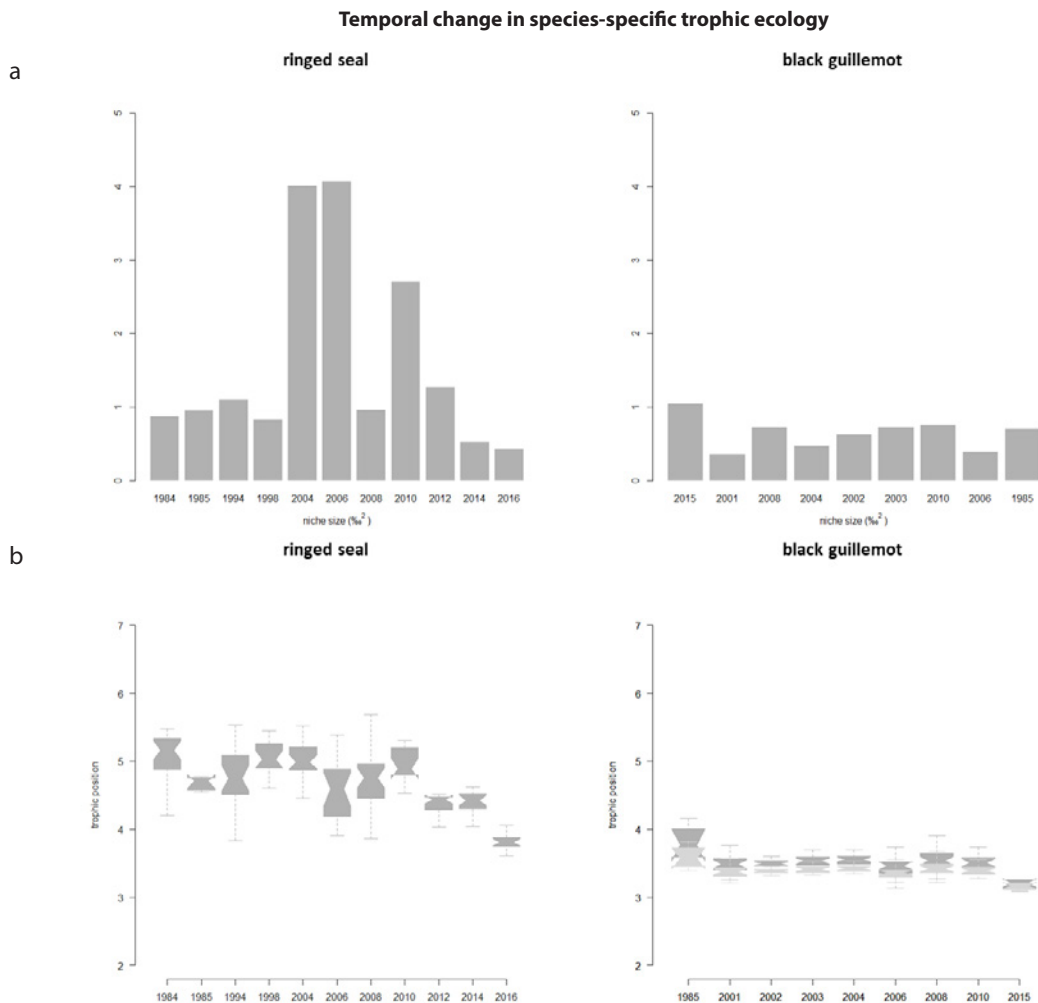 Temporal change in species-specific trophic ecology
a
ringed seal
black guillemot
5
4
3
2
1
0
1984 1985 1994 1998 2004 2006 2008 2010 2012 2014 2016
niche size (‰²)
5
4
3
2
1
0
2015 2001 2008 2004 2002 2003 2010 2006 1985
niche size (‰²)
b
ringed seal
black guillemot
7
6
5
4
3
2
trophic position
1984 1985 1994 1998 2004 2006 2008 2010 2012 2014 2016
7
6
5
4
3
2
trophic position
1985 2001 2002 2003 2004 2006 2008 2010 2015